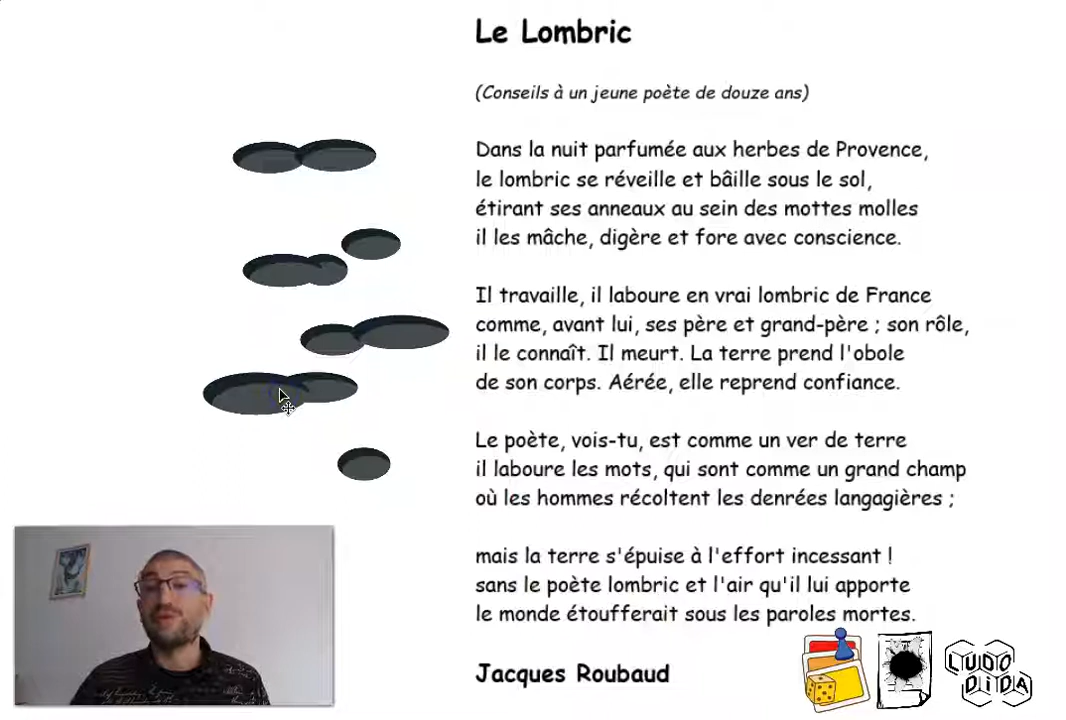 Le Lombric
(Conseils à un jeune poète de douze ans)
Dans la nuit parfumée aux herbes de Provence,
le lombric se réveille et bâille sous le sol,
étirant ses anneaux au sein des mottes molles
il les mâche, digère et fore avec conscience.
Il travaille, il laboure en vrai lombric de France
comme, avant lui, ses père et grand-père ; son rôle,
il le connaît. Il meurt. La terre prend l'obole
de son corps. Aérée, elle reprend confiance.
Le poète, vois-tu, est comme un ver de terre
il laboure les mots, qui sont comme un grand champ
où les hommes récoltent les denrées langagières ;
mais la terre s'épuise à l'effort incessant !
sans le poète lombric et l'air qu'il lui apporte
le monde étoufferait sous les paroles mortes.
Jacques Roubaud
LUDO
DiDA